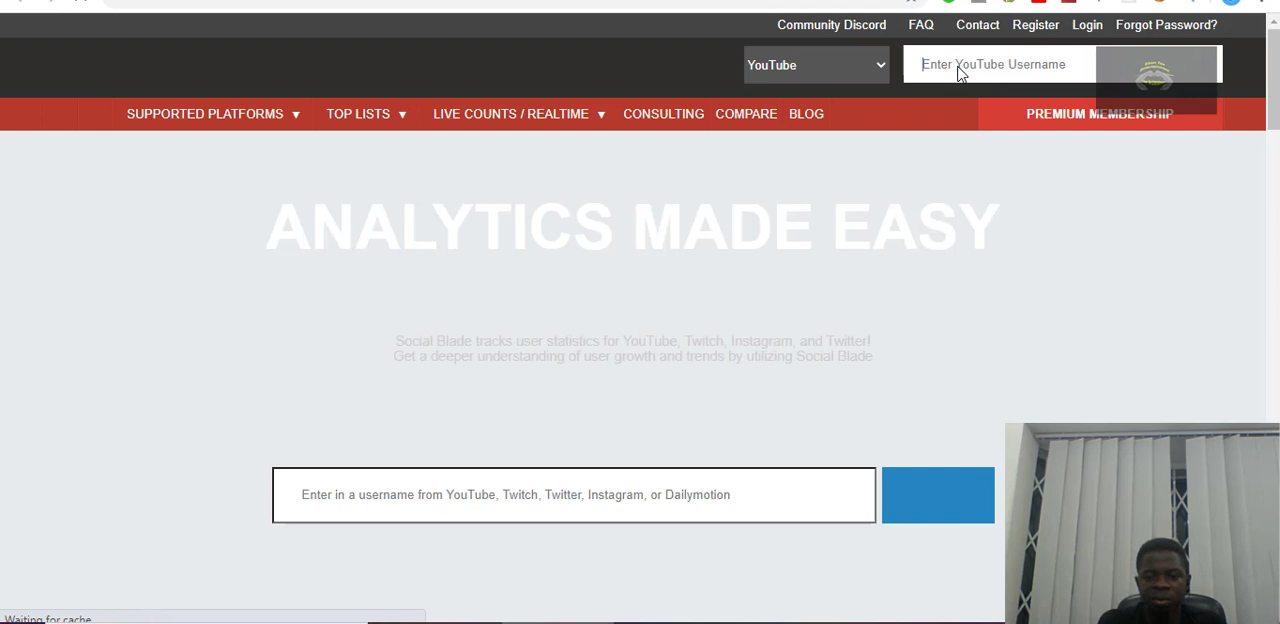 Community Discord FAQ Contact Register Login Forgot Password?
YouTube Enter YouTube Username
SUPPORTED PLATFORMS ▼ TOP LISTS ▼ LIVE COUNTS / REALTIME ▼ CONSULTING COMPARE BLOG PREMIUM MEMBERSHIP
ANALYTICS MADE EASY
Social Blade tracks user statistics for YouTube, Twitch, Instagram, and Twitter!
Get a deeper understanding of user growth and trends by utilizing Social Blade
Enter in a username from YouTube, Twitch, Twitter, Instagram, or Dailymotion
Waiting for cache